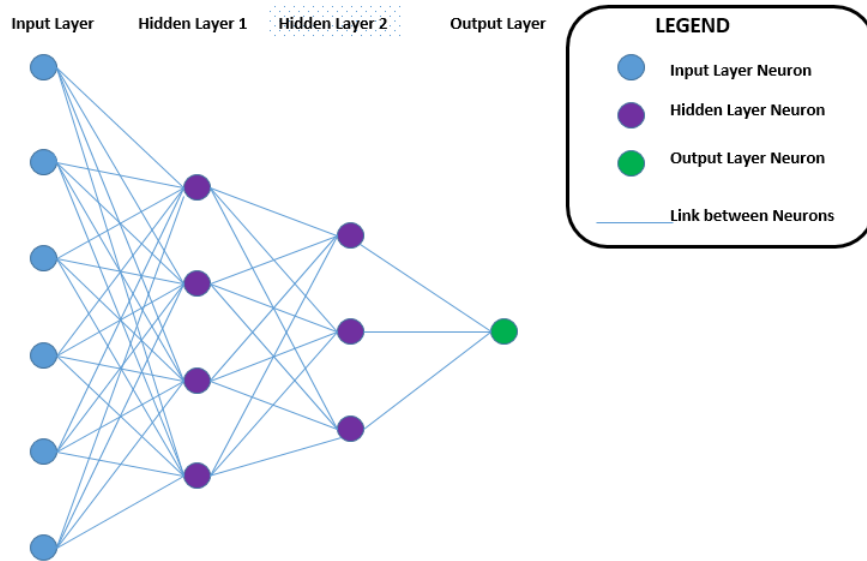 Input Layer
Hidden Layer 1
Hidden Layer 2
Output Layer
LEGEND
Input Layer Neuron
Hidden Layer Neuron
Output Layer Neuron
Link between Neurons